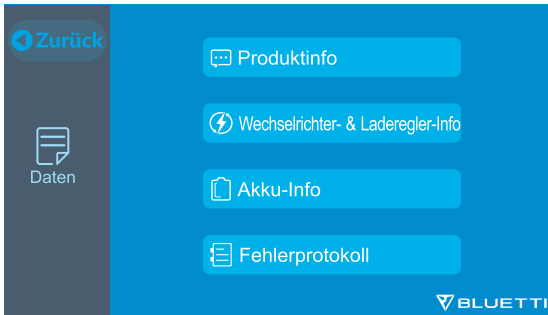 Zurück
Daten
Produktinfo
Wechselrichter- & Laderegler-Info
Akku-Info
Fehlerprotokoll
BLUETTI